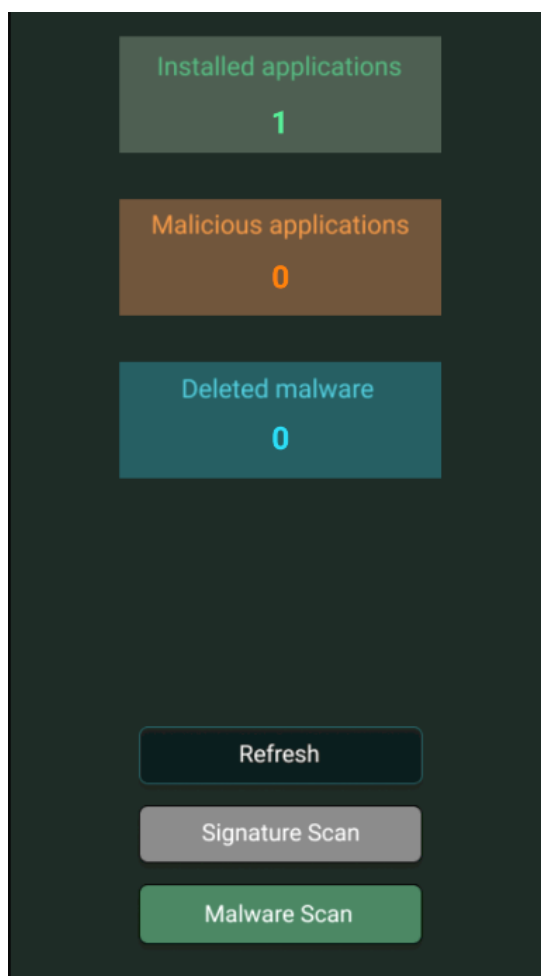 Installed applications
1
Malicious applications
0
Deleted malware
0
Refresh
Signature Scan
Malware Scan